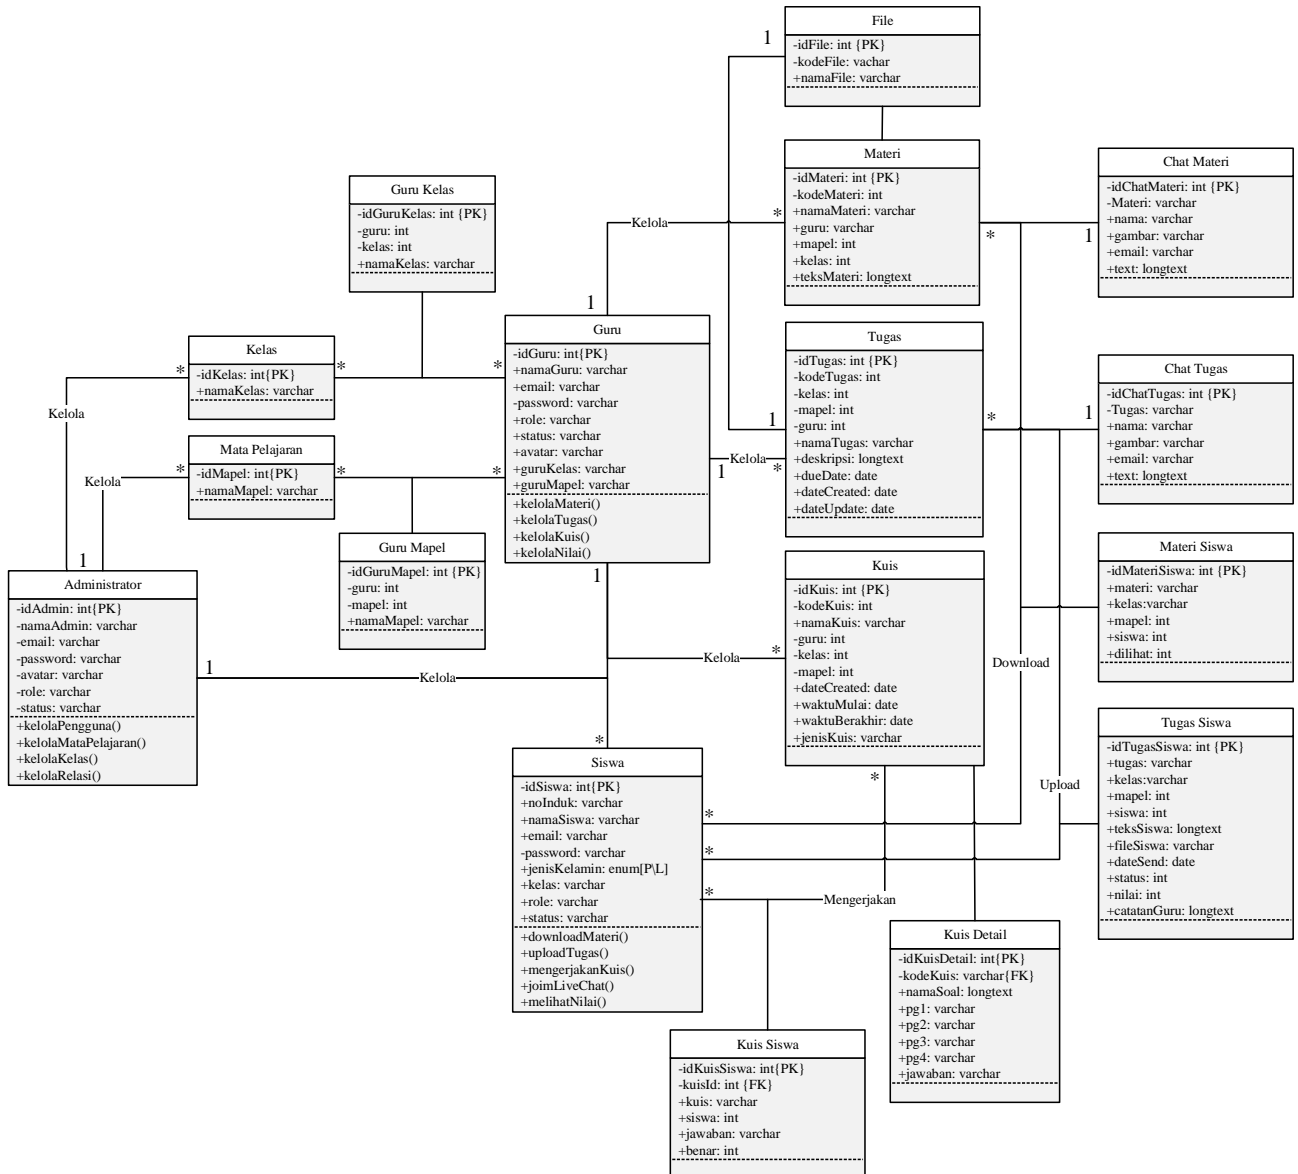 File
-idFile: int {PK}
-kodeFile: vachar
+namaFile: varchar
1
Materi
-idMateri: int {PK}
-kodeMateri: int
+namaMateri: varchar
+guru: varchar
+mapel: int
+kelas: int
+teksMateri: longtext
Kelola
*
*
1
Chat Materi
-idChatMateri: int {PK}
-Materi: varchar
+nama: varchar
+gambar: varchar
+email: varchar
+text: longtext
1
Guru Kelas
-idGuruKelas: int {PK}
-guru: int
-kelas: int
+namaKelas: varchar
Kelas
-idKelas: int{PK}
+namaKelas: varchar
*
*
*
Kelola
1
Mata Pelajaran
-idMapel: int{PK}
+namaMapel: varchar
*
*
*
Kelola
Guru
-idGuru: int{PK}
+namaGuru: varchar
+email: varchar
-password: varchar
+role: varchar
+status: varchar
+avatar: varchar
+guruKelas: varchar
+guruMapel: varchar
+kelolaMateri()
+kelolaTugas()
+kelolaKuis()
+kelolaNilai()
1
Kelola
*
1
Tugas
-idTugas: int {PK}
-kodeTugas: int
-kelas: int
-mapel: int
-guru: int
+namaTugas: varchar
+deskripsi: longtext
+dueDate: date
+dateCreated: date
+dateUpdate: date
*
1
Chat Tugas
-idChatTugas: int {PK}
-Tugas: varchar
+nama: varchar
+gambar: varchar
+email: varchar
+text: longtext
Guru Mapel
-idGuruMapel: int {PK}
-guru: int
-mapel: int
+namaMapel: varchar
Administrator
-idAdmin: int{PK}
-namaAdmin: varchar
-email: varchar
-password: varchar
-avatar: varchar
-role: varchar
-status: varchar
+kelolaPengguna()
+kelolaMataPelajaran()
+kelolaKelas()
+kelolaRelasi()
1
Kelola
1
Kelola
*
Kuis
-idKuis: int {PK}
-kodeKuis: int
+namaKuis: varchar
-guru: int
-kelas: int
-mapel: int
+dateCreated: date
+waktuMulai: date
+waktuBerakhir: date
+jenisKuis: varchar
*
Download
Materi Siswa
-idMateriSiswa: int {PK}
+materi: varchar
+kelas:varchar
+mapel: int
+siswa: int
+dilihat: int
Upload
Tugas Siswa
-idTugasSiswa: int {PK}
+tugas: varchar
+kelas:varchar
+mapel: int
+siswa: int
+teksSiswa: longtext
+fileSiswa: varchar
+dateSend: date
+status: int
+nilai: int
+catatanGuru: longtext
*
Siswa
-idSiswa: int{PK}
+noInduk: varchar
+namaSiswa: varchar
+email: varchar
-password: varchar
+jenisKelamin: enum[P\L]
+kelas: varchar
+role: varchar
+status: varchar
+downloadMateri()
+uploadTugas()
+mengerjakanKuis()
+joimLiveChat()
+melihatNilai()
*
*
*
Mengerjakan
Kuis Detail
-idKuisDetail: int{PK}
-kodeKuis: varchar{FK}
+namaSoal: longtext
+pg1: varchar
+pg2: varchar
+pg3: varchar
+pg4: varchar
+jawaban: varchar
Kuis Siswa
-idKuisSiswa: int{PK}
-kuisId: int {FK}
+kuis: varchar
+siswa: int
+jawaban: varchar
+benar: int